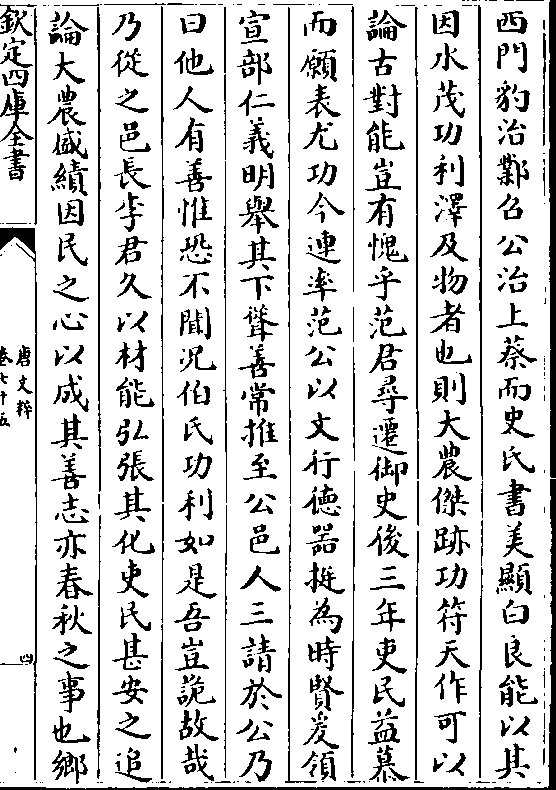 西門豹治鄴召公治上蔡而史氏書美顯白良能以其
因水茂功利澤及物者也則大農傑跡功符天作可以
論古對能豈有愧乎范君尋遷御史後三年吏民益慕
而願表尤功今連率范公以文行德器挺為時賢爰領
宣部仁義明舉其下聳善常推至公邑人三請於公乃
曰他人有善惟恐不聞況伯氏功利如是吾豈詭故哉
乃從之邑長李君久以材能弘張其化吏民甚安之追
論大農盛績因民之心以成其善志亦春秋之事也鄉
欽定四庫全書
唐文粹
卷七十五
四